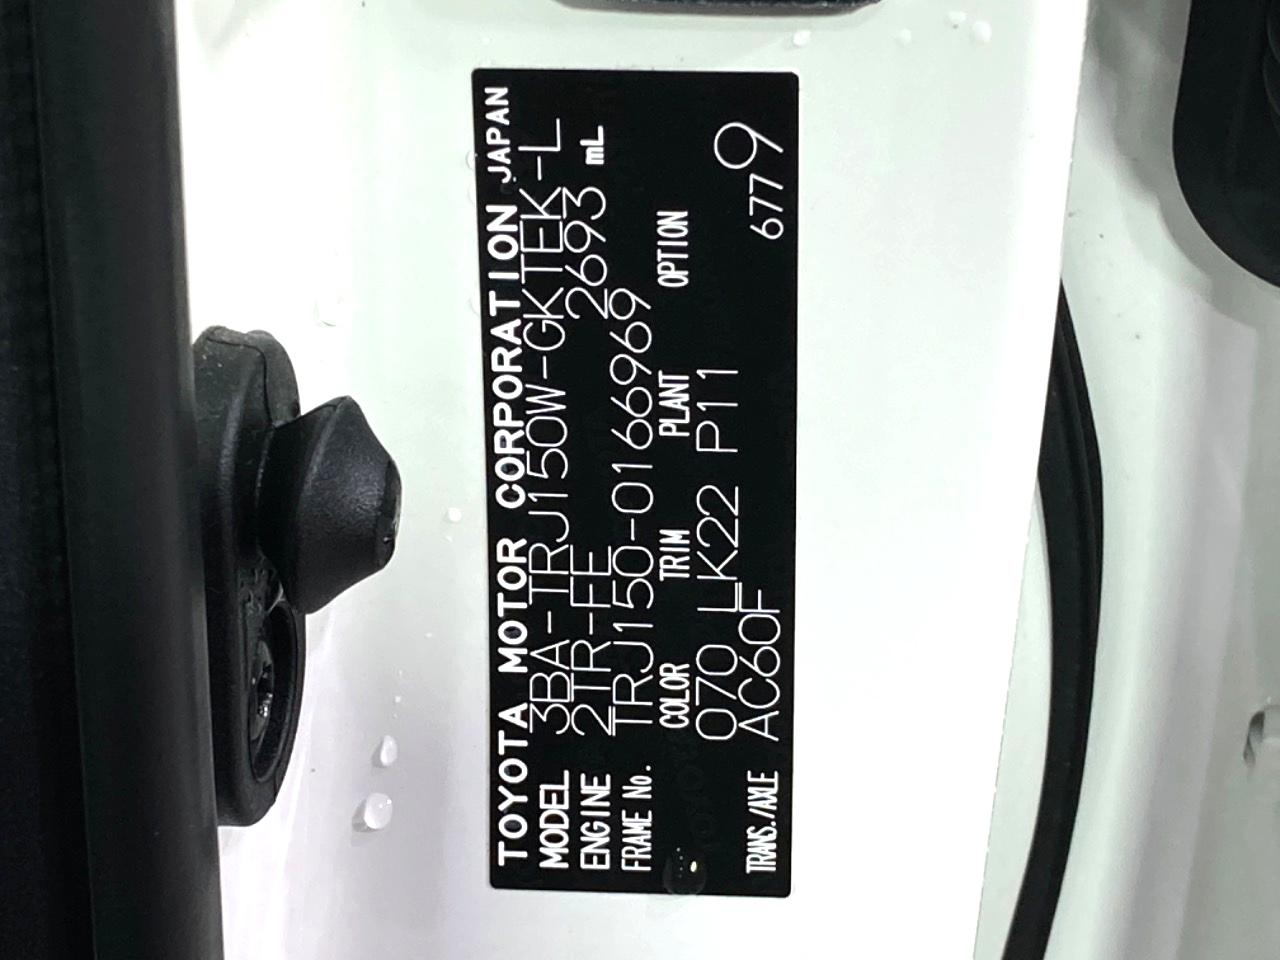 TOYOTA MOTOR CORPORATION JAPAN
MODEL 3BA-TRJ150W-GKTEK-L
ENGINE 2TR-FE 2693 mL
FRAME No. TRJ150-0166969
COLOR TRIM PLANT OPTION
070 LK22 P11 9
TRANS./AXLE AC60F 6779